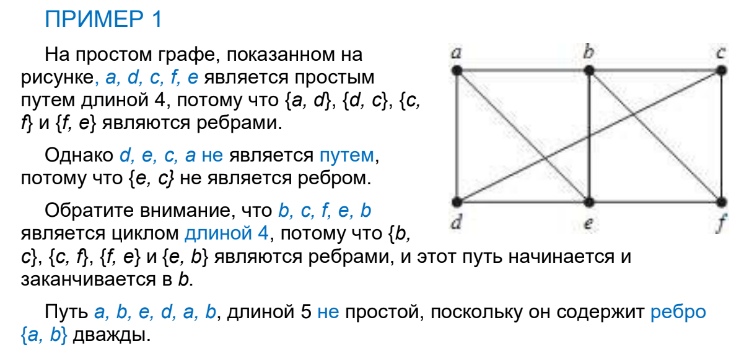 ПРИМЕР 1
На простом графе, показанном на
рисунке, a, d, c, f, e является простым
путем длиной 4, потому что {a, d}, {d, c}, {c,
f} и {f, e} являются ребрами.
Однако d, e, c, a не является путем,
потому что {e, c} не является ребром.
Обратите внимание, что b, c, f, e, b
является циклом длиной 4, потому что {b,
c}, {c, f}, {f, e} и {e, b} являются ребрами, и этот путь начинается и
заканчивается в b.
Путь a, b, e, d, a, b, длиной 5 не простой, поскольку он содержит ребро
{a, b} дважды.
a b c
d e f